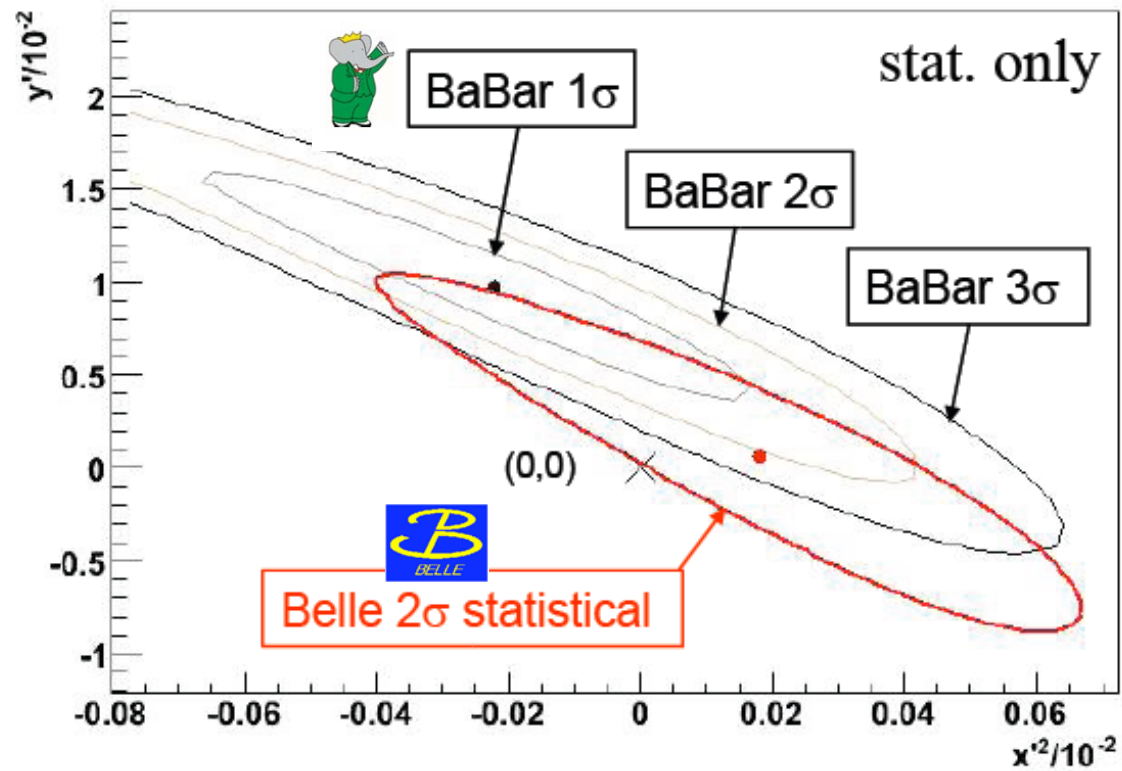 y'/10⁻²
stat. only
BaBar 1σ
BaBar 2σ
BaBar 3σ
2
1.5
1
0.5
0
-0.5
-1
(0,0)
B
BELLE
Belle 2σ statistical
-0.08 -0.06 -0.04 -0.02 0 0.02 0.04 0.06
x'²/10⁻²